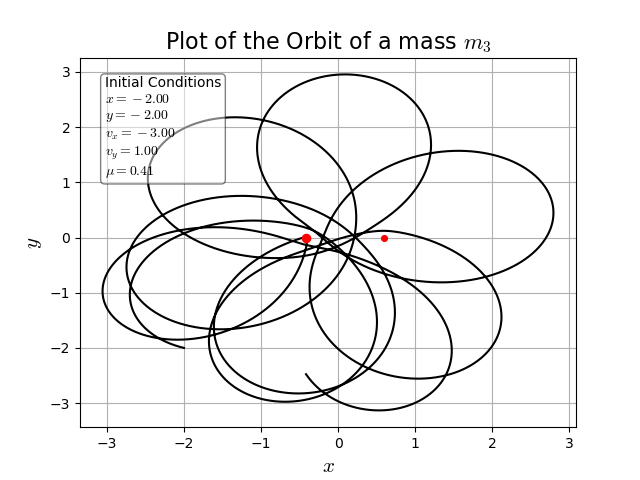 Plot of the Orbit of a mass m₃
Initial Conditions
x = −2.00
y = −2.00
vₓ = −3.00
v_y = 1.00
μ = 0.41
3
2
1
0
−1
−2
−3
y
−3
−2
−1
0
1
2
3
x